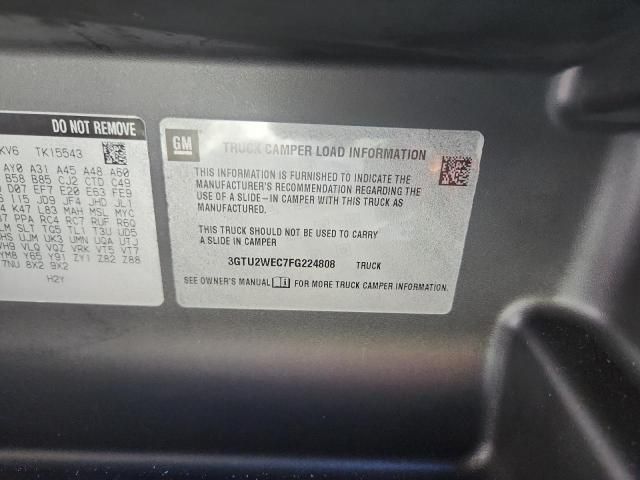 DO NOT REMOVE
KV6 TK15543
AY0 A31 A45 A48 A60
B58 B85 CJ2 CTD C49
D07 EF7 E20 E63 FE9
I15 JD9 JF4 JHD JL1
K47 L83 MAH MSL MYC
PPA RC4 RC7 RUF R6Q
SLT TG5 TL1 T3U UD5
UJM UK3 UMN UQA UTJ
VH9 VLQ VQZ VRK VT5 VT7
YM8 Y65 Y91 ZY1 Z82 Z88
7NU 8X2 9X2
H2Y
GM
TRUCK CAMPER LOAD INFORMATION
THIS INFORMATION IS FURNISHED TO INDICATE THE
MANUFACTURER'S RECOMMENDATION REGARDING THE
USE OF A SLIDE-IN CAMPER WITH THIS TRUCK AS
MANUFACTURED.
THIS TRUCK SHOULD NOT BE USED TO CARRY
A SLIDE IN CAMPER
3GTU2WEC7FG224808 TRUCK
SEE OWNER'S MANUAL FOR MORE TRUCK CAMPER INFORMATION.